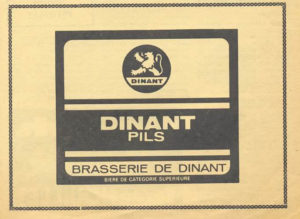 DINANT
DINANT
PILS
BRASSERIE DE DINANT
BIERE DE CATEGORIE SUPERIEURE